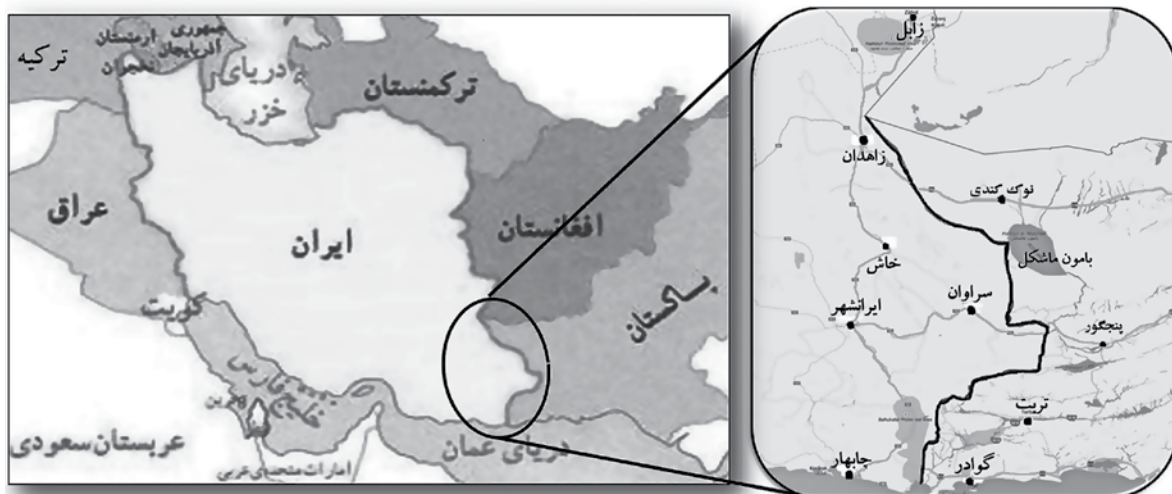 ترکیه
ارمنستان
جمهوری
آذربایجان
نخجوان
دریای
خزر
ترکمنستان
عراق
ایران
افغانستان
پاکستان
کویت
خلیج فارس
بحرین
عربستان سعودی
امارات متحده‌ی عربی
دریای عمان
زابل
زاهدان
نوک کندی
خاش
هامون ماشکل
سراوان
ایرانشهر
پنجگور
تربت
چابهار
گوادر